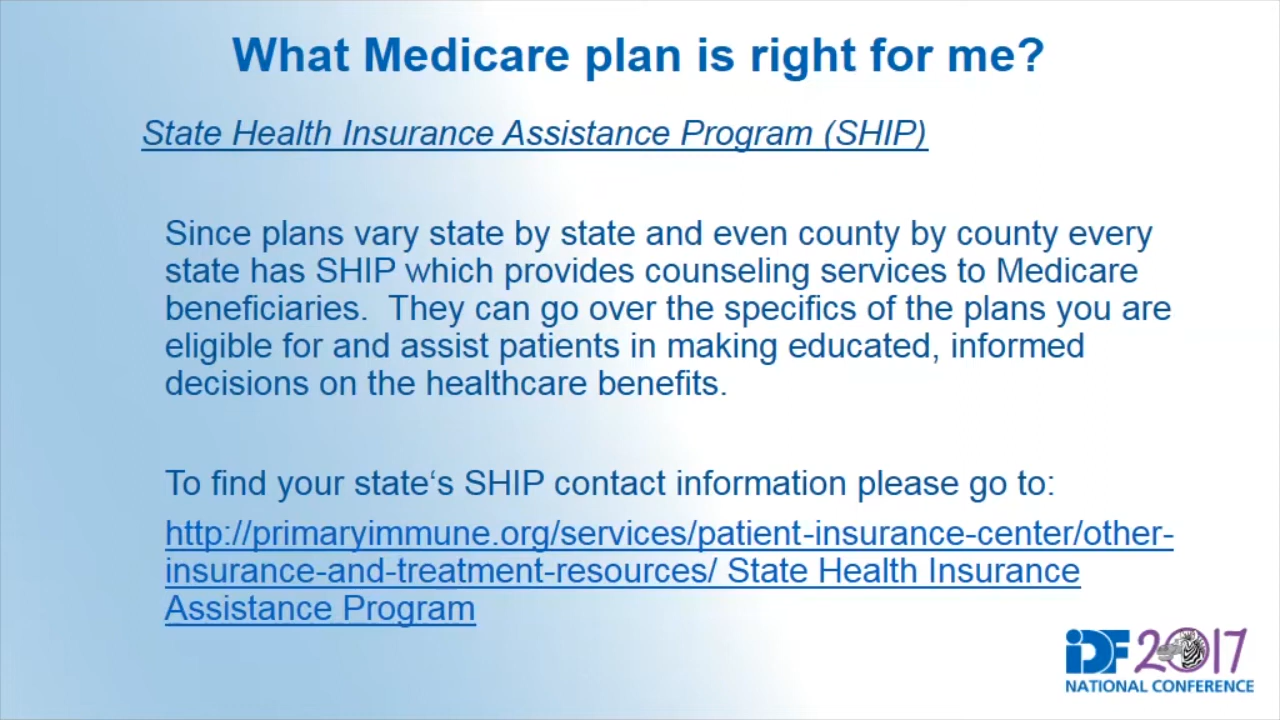 What Medicare plan is right for me?
State Health Insurance Assistance Program (SHIP)
Since plans vary state by state and even county by county every
state has SHIP which provides counseling services to Medicare
beneficiaries.  They can go over the specifics of the plans you are
eligible for and assist patients in making educated, informed
decisions on the healthcare benefits.
To find your state‘s SHIP contact information please go to:
http://primaryimmune.org/services/patient-insurance-center/other-
insurance-and-treatment-resources/ State Health Insurance
Assistance Program
IDF 2017
NATIONAL CONFERENCE